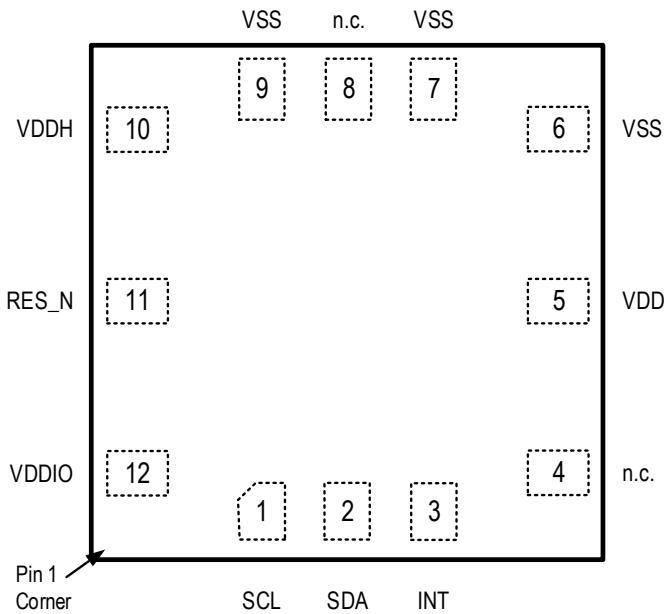 VSS n.c. VSS
9 8 7
VDDH 10 6 VSS
RES_N 11 5 VDD
VDDIO 12 4 n.c.
1 2 3
Pin 1
Corner
SCL SDA INT